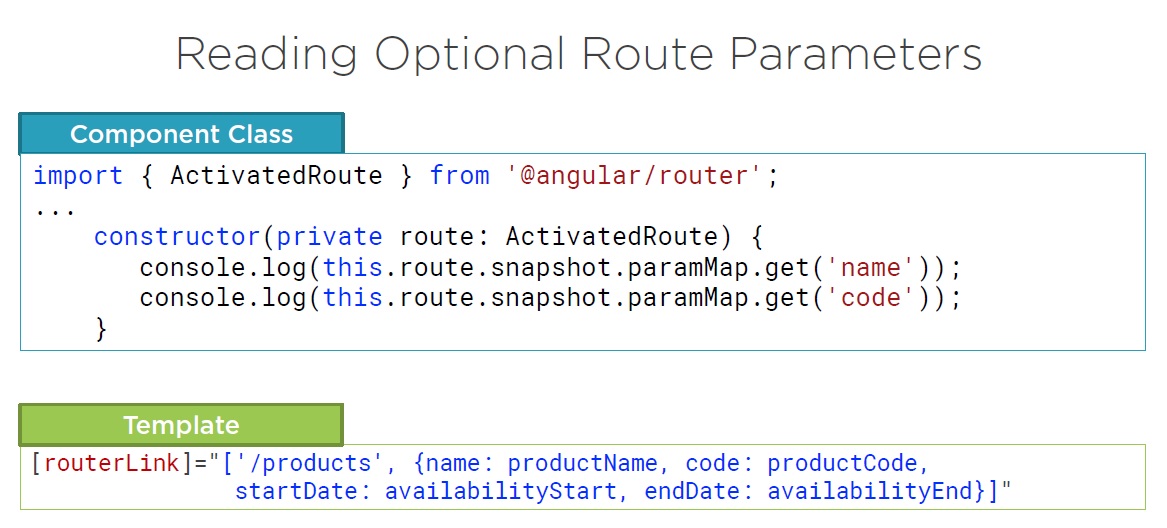 Reading Optional Route Parameters
Component Class
import { ActivatedRoute } from '@angular/router';
...
constructor(private route: ActivatedRoute) {
console.log(this.route.snapshot.paramMap.get('name'));
console.log(this.route.snapshot.paramMap.get('code'));
}
Template
[routerLink]="['/products', {name: productName, code: productCode,
startDate: availabilityStart, endDate: availabilityEnd}]"